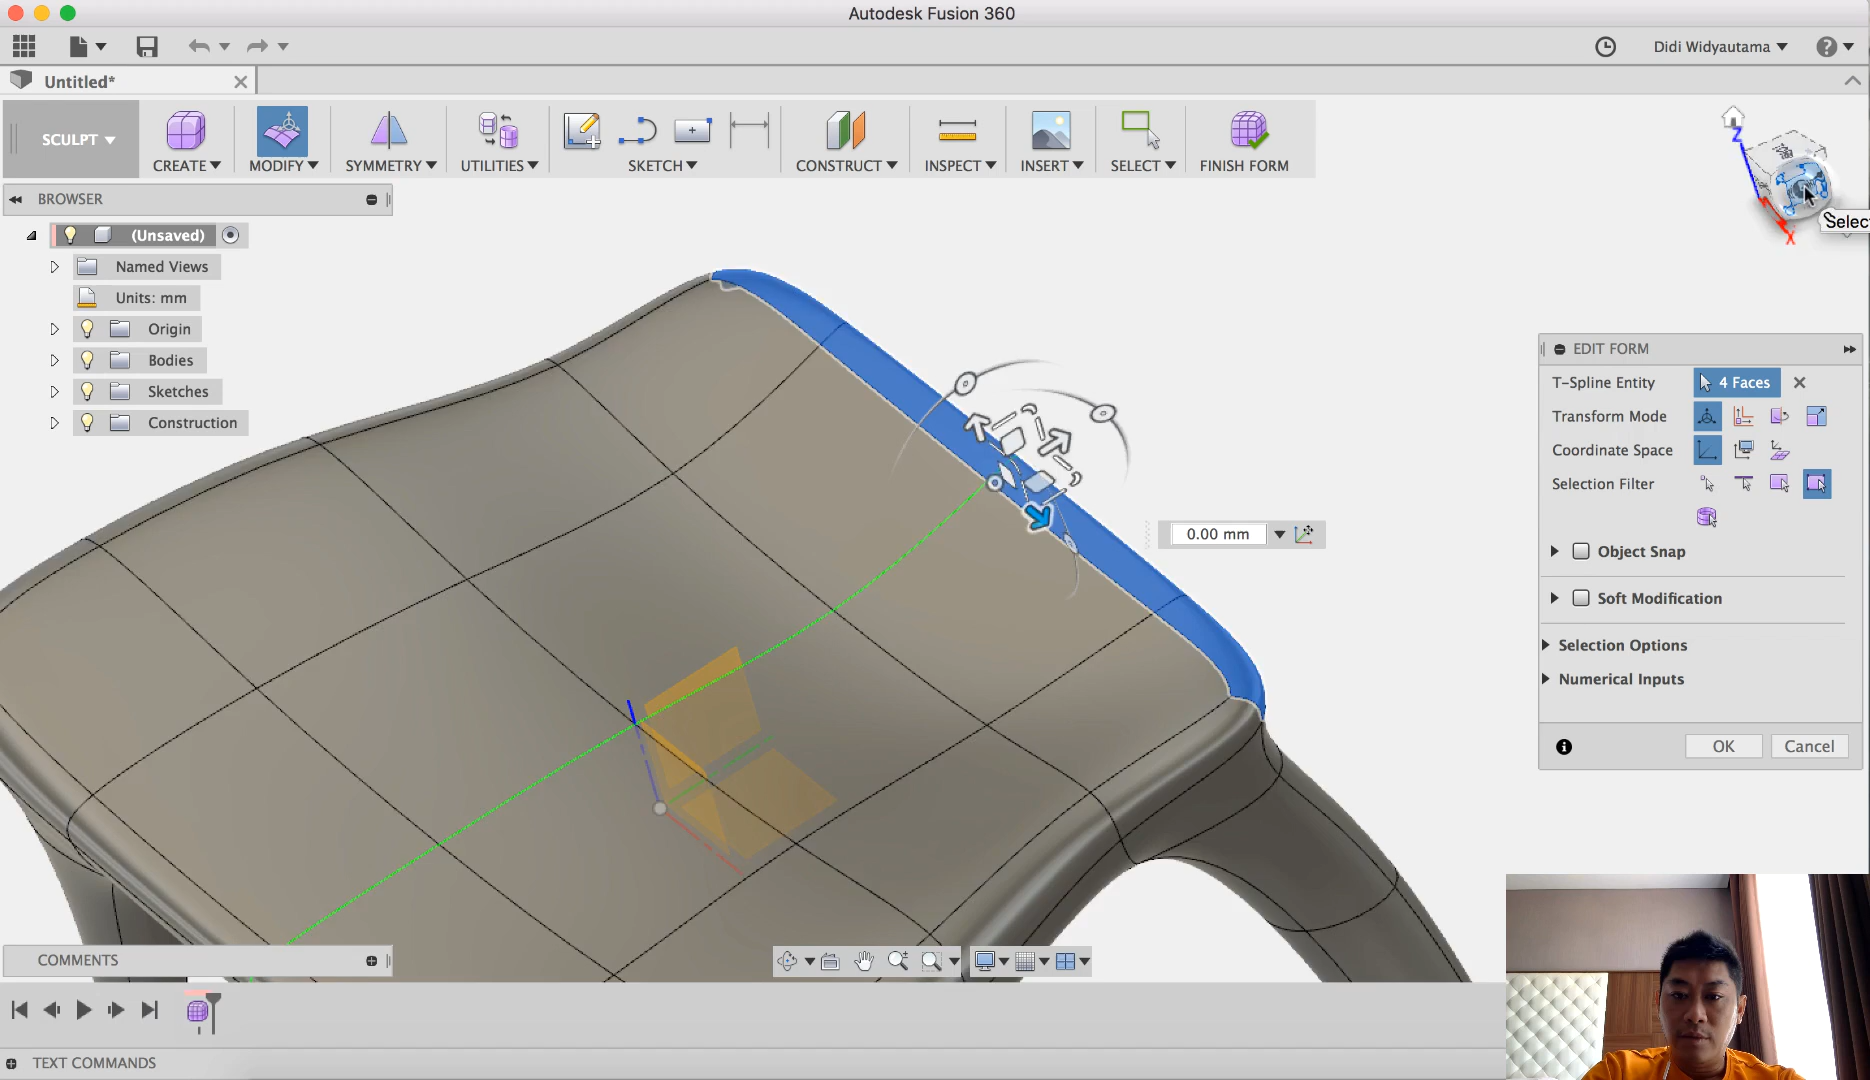 Autodesk Fusion 360
Didi Widyautama
Untitled*
SCULPT
CREATE
MODIFY
SYMMETRY
UTILITIES
SKETCH
CONSTRUCT
INSPECT
INSERT
SELECT
FINISH FORM
Z
X
Selec
BROWSER
(Unsaved)
Named Views
Units: mm
Origin
Bodies
Sketches
Construction
EDIT FORM
T-Spline Entity
4 Faces
Transform Mode
Coordinate Space
Selection Filter
Object Snap
Soft Modification
Selection Options
Numerical Inputs
OK
Cancel
0.00 mm
COMMENTS
TEXT COMMANDS